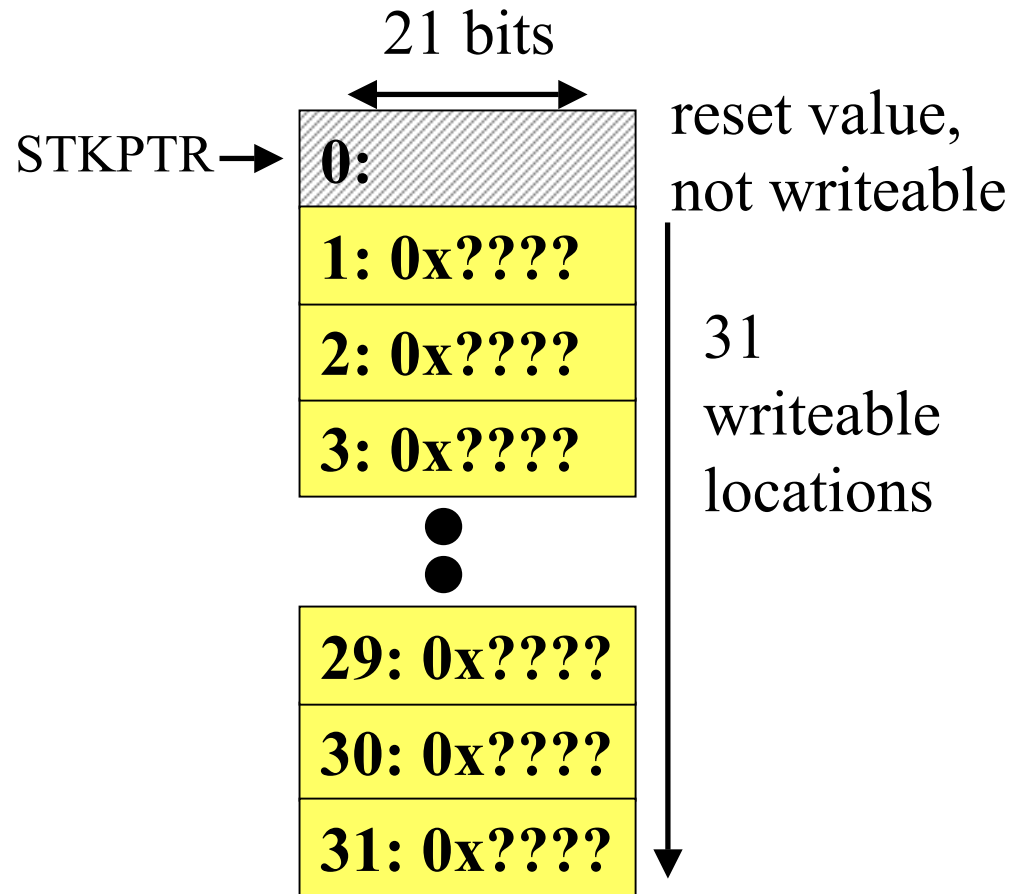 21 bits
STKPTR
0:
reset value,
not writeable
1: 0x????
2: 0x????
3: 0x????
31
writeable
locations
29: 0x????
30: 0x????
31: 0x????